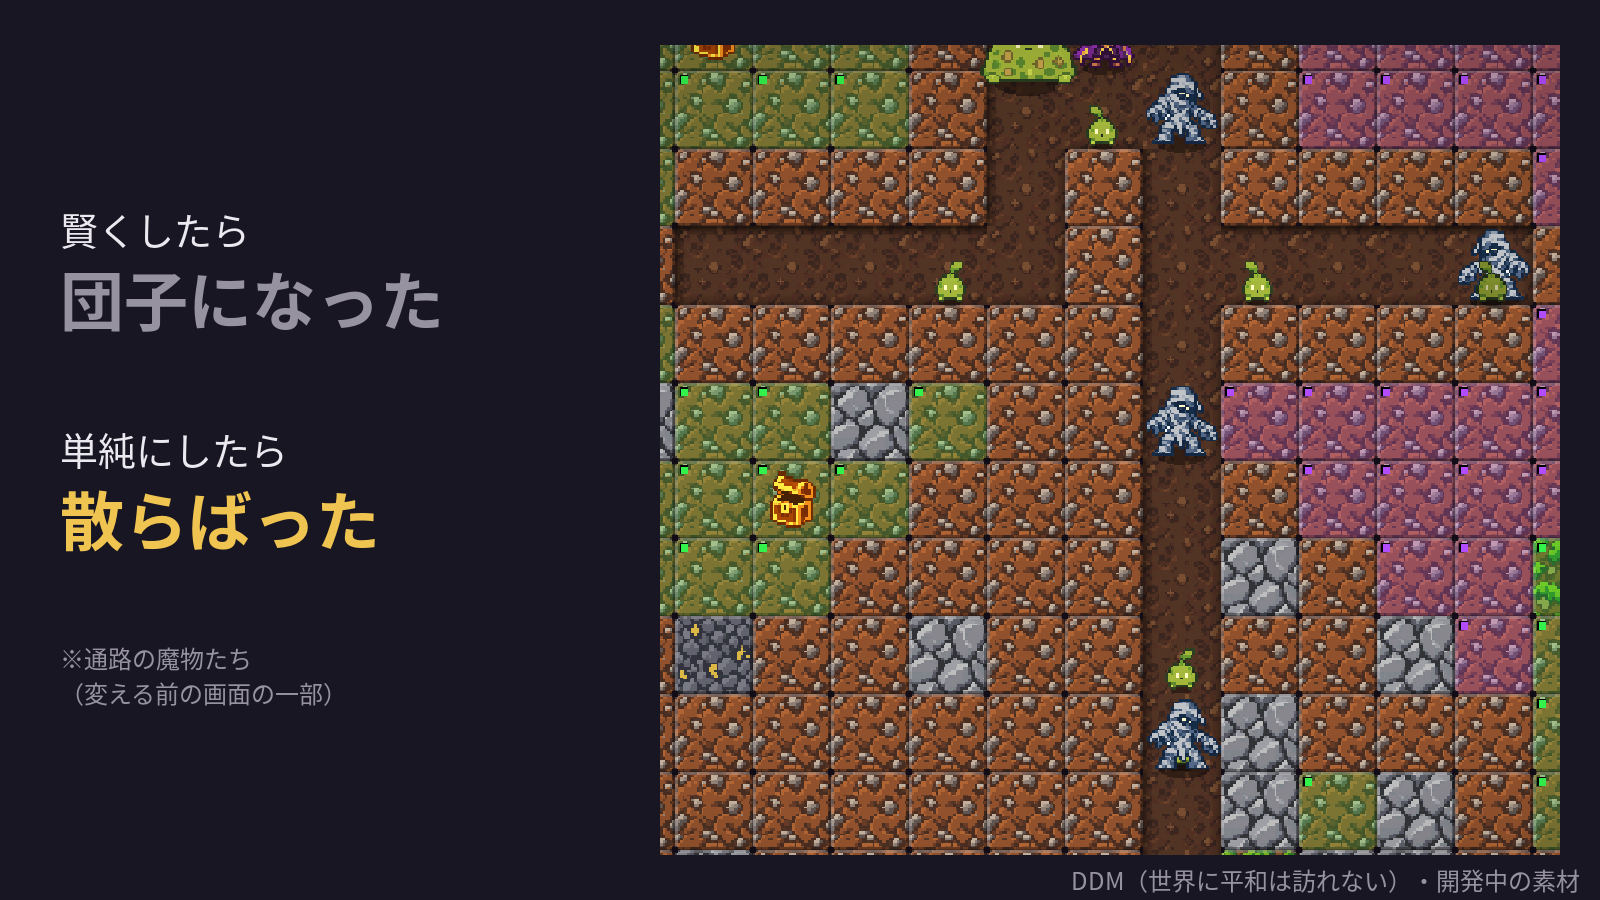 賢くしたら
団子になった
単純にしたら
散らばった
※通路の魔物たち
（変える前の画面の一部）
DDM（世界に平和は訪れない）・開発中の素材